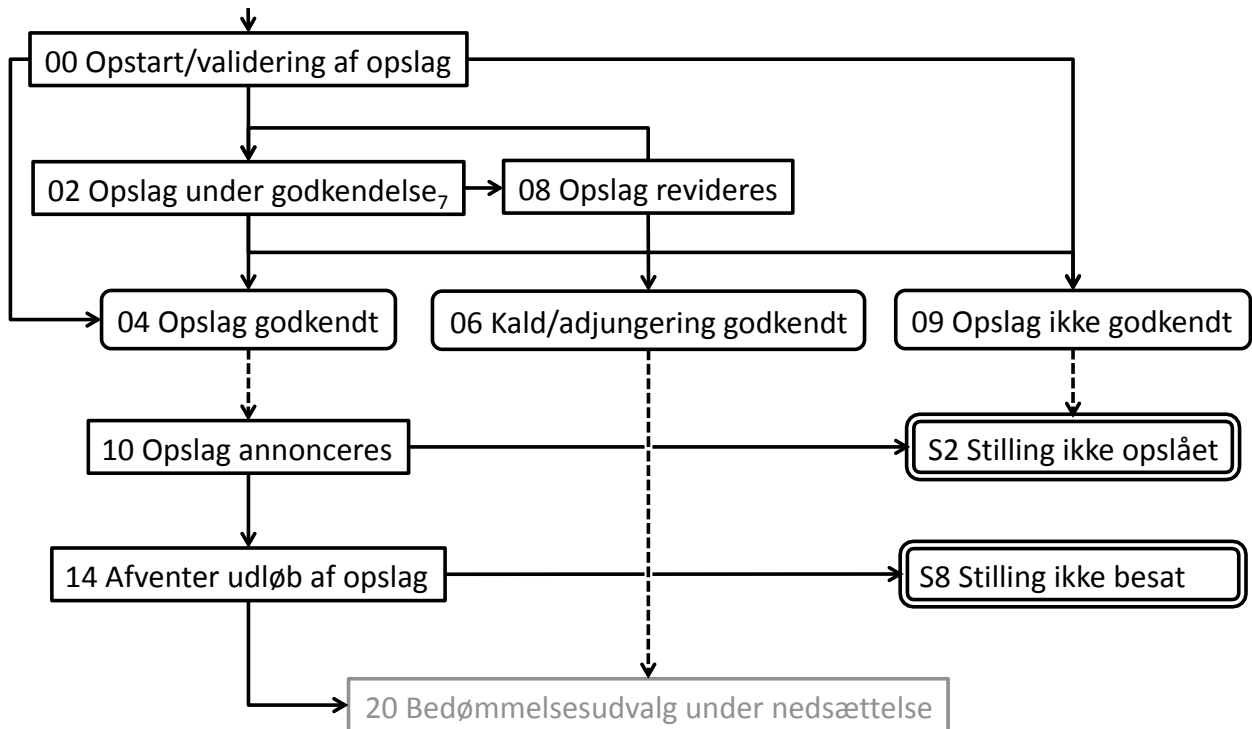 00 Opstart/validering af opslag
02 Opslag under godkendelse₇
08 Opslag revideres
04 Opslag godkendt
06 Kald/adjungering godkendt
09 Opslag ikke godkendt
10 Opslag annonceres
S2 Stilling ikke opslået
14 Afventer udløb af opslag
S8 Stilling ikke besat
20 Bedømmelsesudvalg under nedsættelse